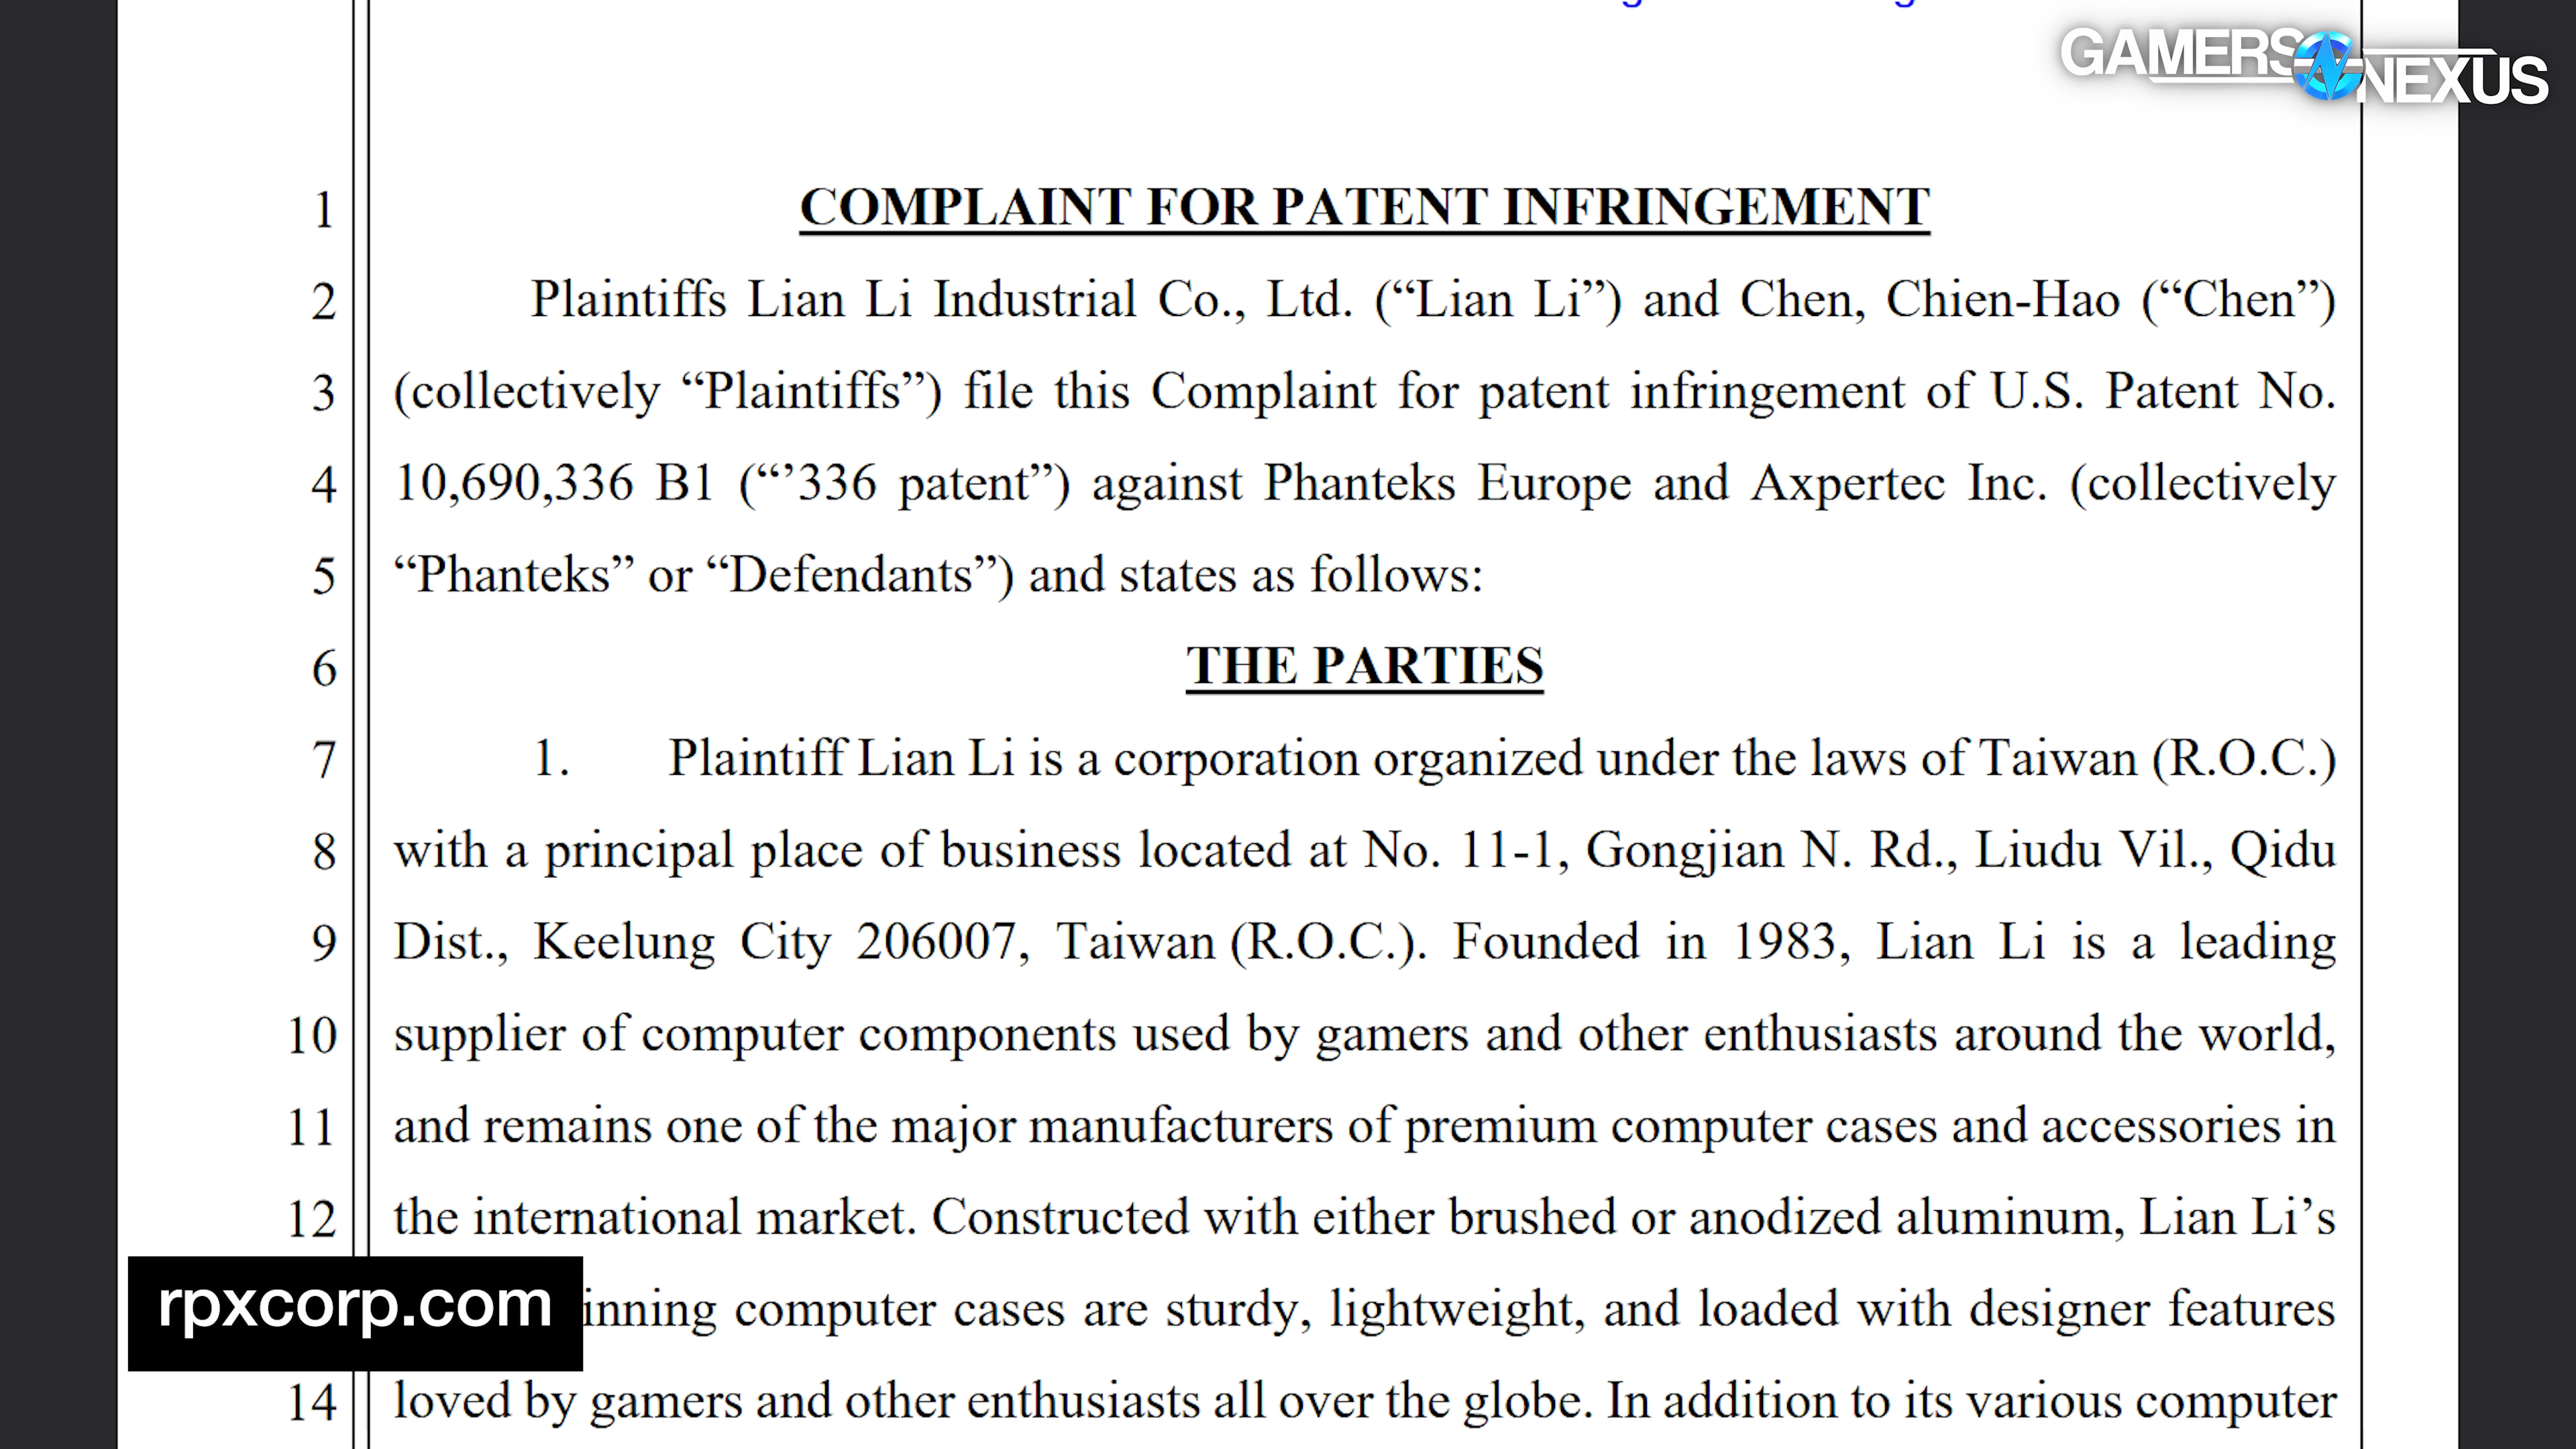 GAMERS NEXUS
1 COMPLAINT FOR PATENT INFRINGEMENT
2 Plaintiffs Lian Li Industrial Co., Ltd. (“Lian Li”) and Chen, Chien-Hao (“Chen”)
3 (collectively “Plaintiffs”) file this Complaint for patent infringement of U.S. Patent No.
4 10,690,336 B1 (“’336 patent”) against Phanteks Europe and Axpertec Inc. (collectively
5 “Phanteks” or “Defendants”) and states as follows:
6 THE PARTIES
7 1. Plaintiff Lian Li is a corporation organized under the laws of Taiwan (R.O.C.)
8 with a principal place of business located at No. 11-1, Gongjian N. Rd., Liudu Vil., Qidu
9 Dist., Keelung City 206007, Taiwan (R.O.C.). Founded in 1983, Lian Li is a leading
10 supplier of computer components used by gamers and other enthusiasts around the world,
11 and remains one of the major manufacturers of premium computer cases and accessories in
12 the international market. Constructed with either brushed or anodized aluminum, Lian Li’s
rpxcorp.com
inning computer cases are sturdy, lightweight, and loaded with designer features
14 loved by gamers and other enthusiasts all over the globe. In addition to its various computer